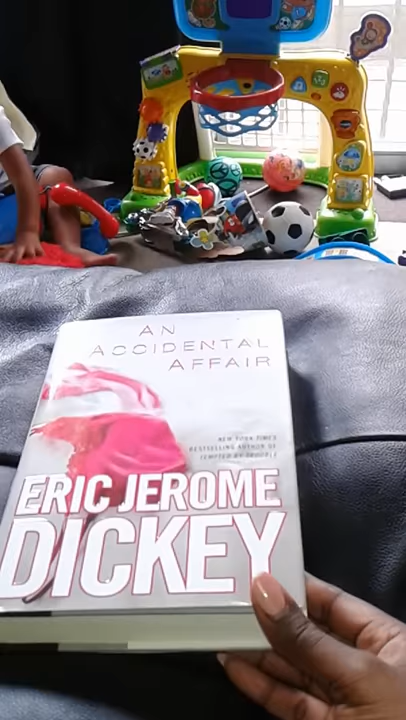 AN
ACCIDENTAL
AFFAIR
NEW YORK TIMES
BESTSELLING AUTHOR OF
TEMPTED BY TROUBLE
ERIC JEROME
DICKEY